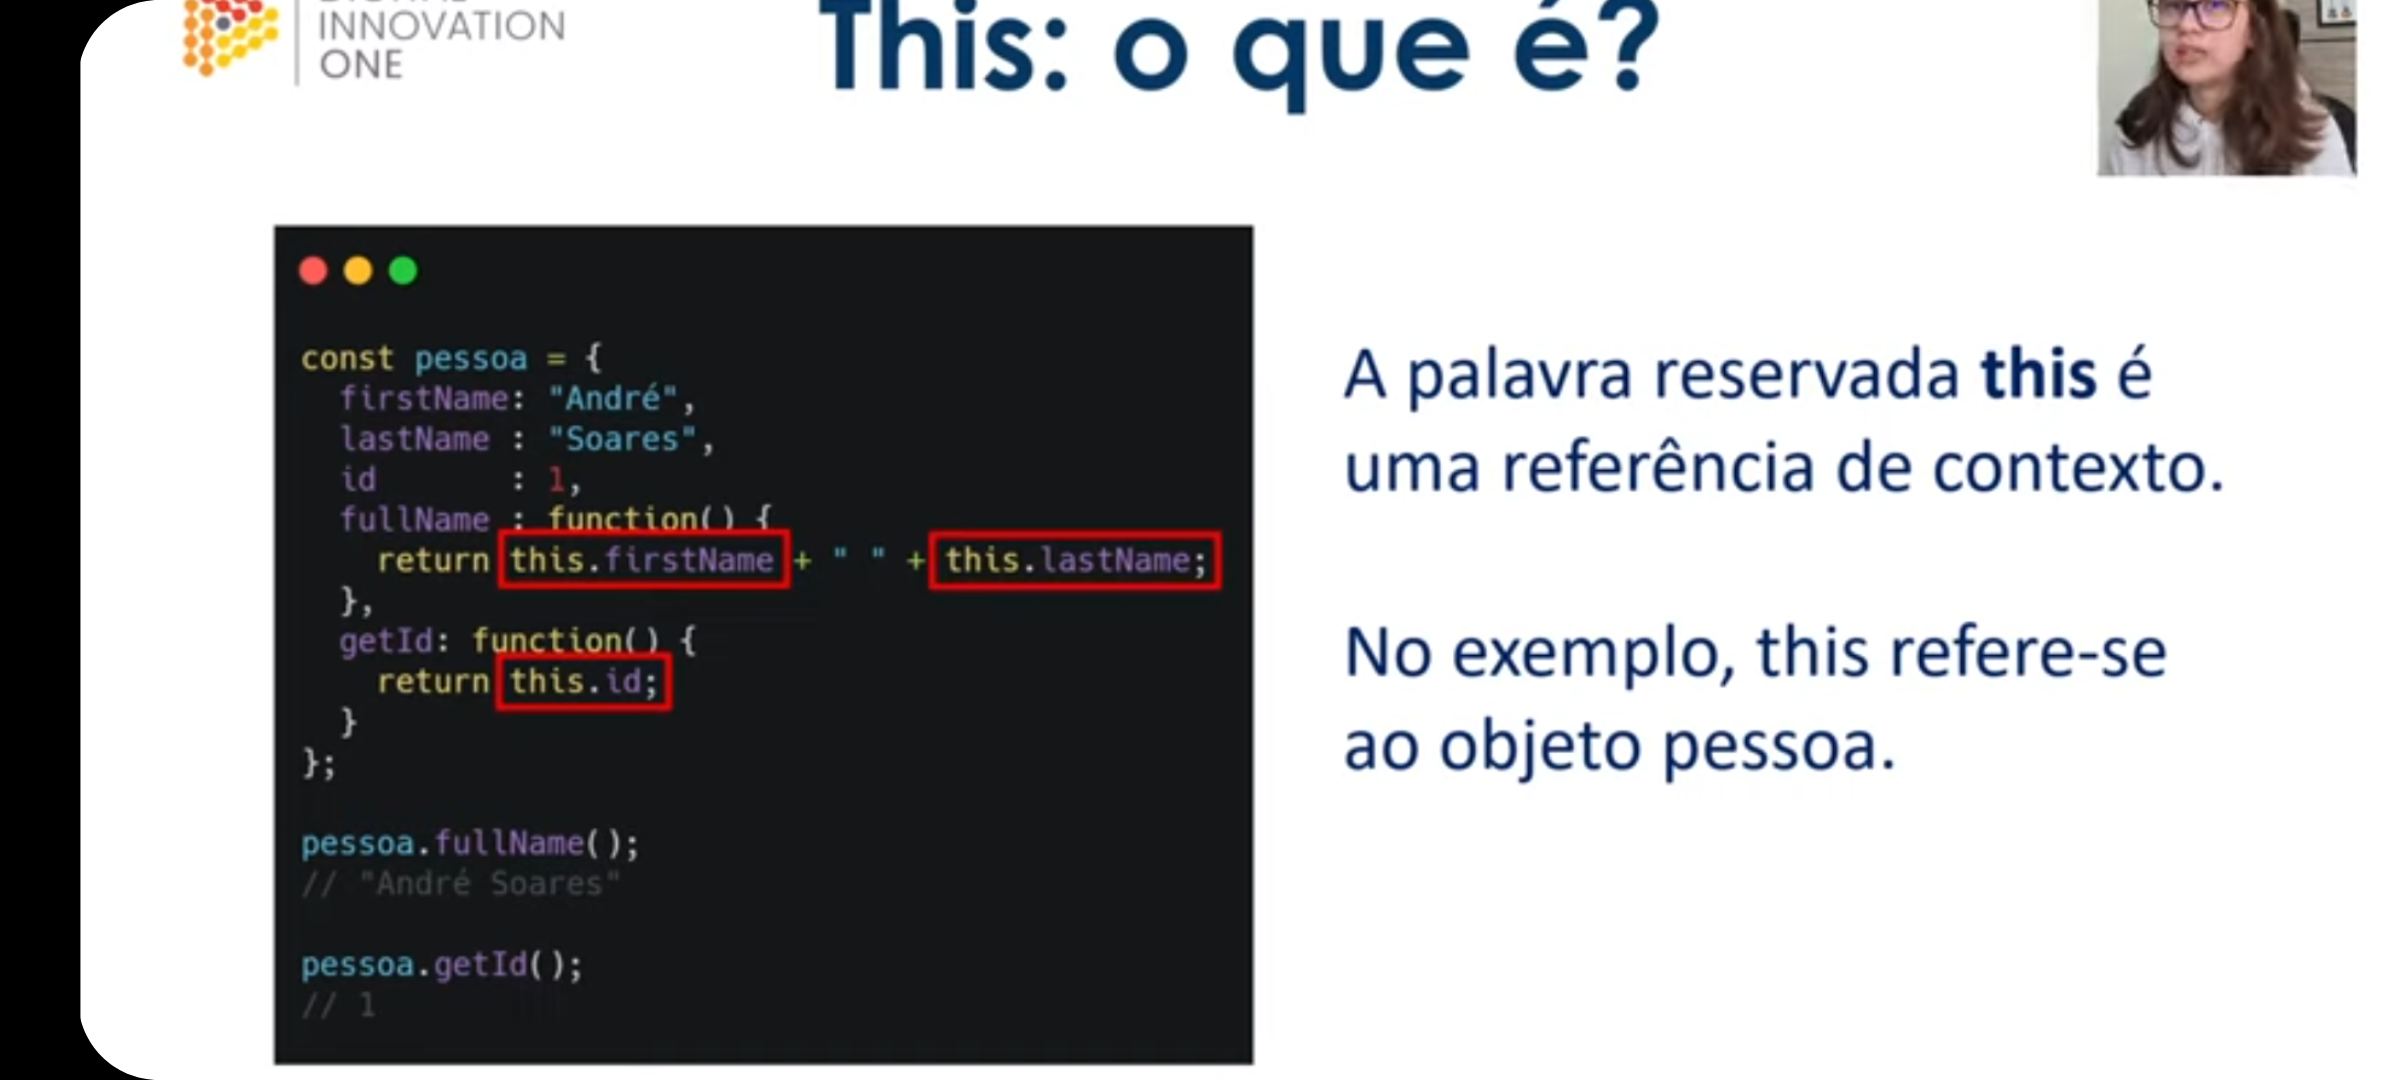 INNOVATION
ONE
This: o que é?
const pessoa = {
  firstName: "André",
  lastName : "Soares",
  id       : 1,
  fullName : function() {
    return this.firstName + " " + this.lastName;
  },
  getId: function() {
    return this.id;
  }
};
pessoa.fullName();
// "André Soares"
pessoa.getId();
// 1
A palavra reservada this é
uma referência de contexto.
No exemplo, this refere-se
ao objeto pessoa.